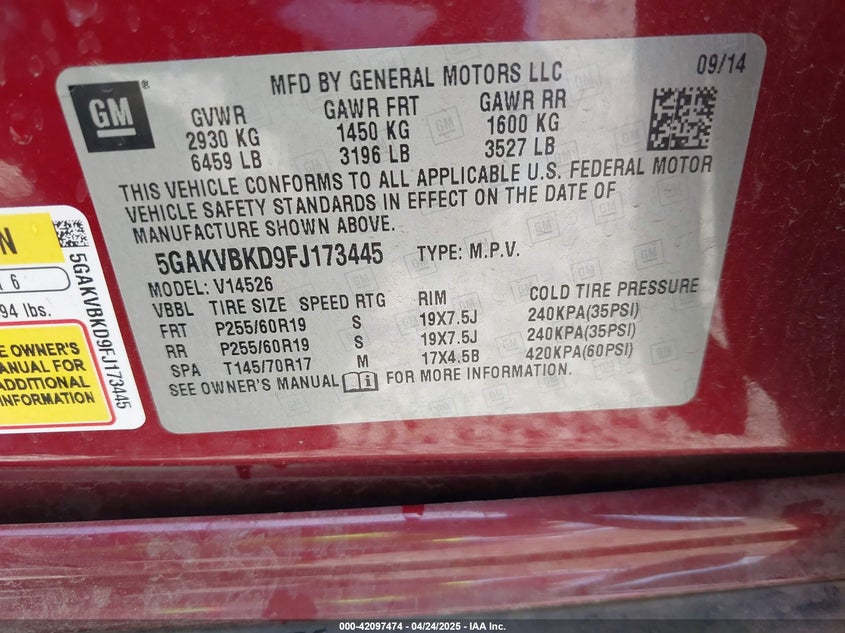 MFD BY GENERAL MOTORS LLC 09/14
GM
GVWR GAWR FRT GAWR RR
2930 KG 1450 KG 1600 KG
6459 LB 3196 LB 3527 LB
THIS VEHICLE CONFORMS TO ALL APPLICABLE U.S. FEDERAL MOTOR
VEHICLE SAFETY STANDARDS IN EFFECT ON THE DATE OF
MANUFACTURE SHOWN ABOVE.
5GAKVBKD9FJ173445 TYPE: M.P.V.
MODEL: V14526
VBBL TIRE SIZE SPEED RTG RIM COLD TIRE PRESSURE
FRT P255/60R19 S 19X7.5J 240KPA(35PSI)
RR P255/60R19 S 19X7.5J 240KPA(35PSI)
SPA T145/70R17 M 17X4.5B 420KPA(60PSI)
SEE OWNER'S MANUAL FOR MORE INFORMATION.
N
6
94 lbs.
OWNER'S
MANUAL FOR
ADDITIONAL
INFORMATION
5GAKVBKD9FJ173445
000-42097474 / 04/24/2025 / IAA Inc.